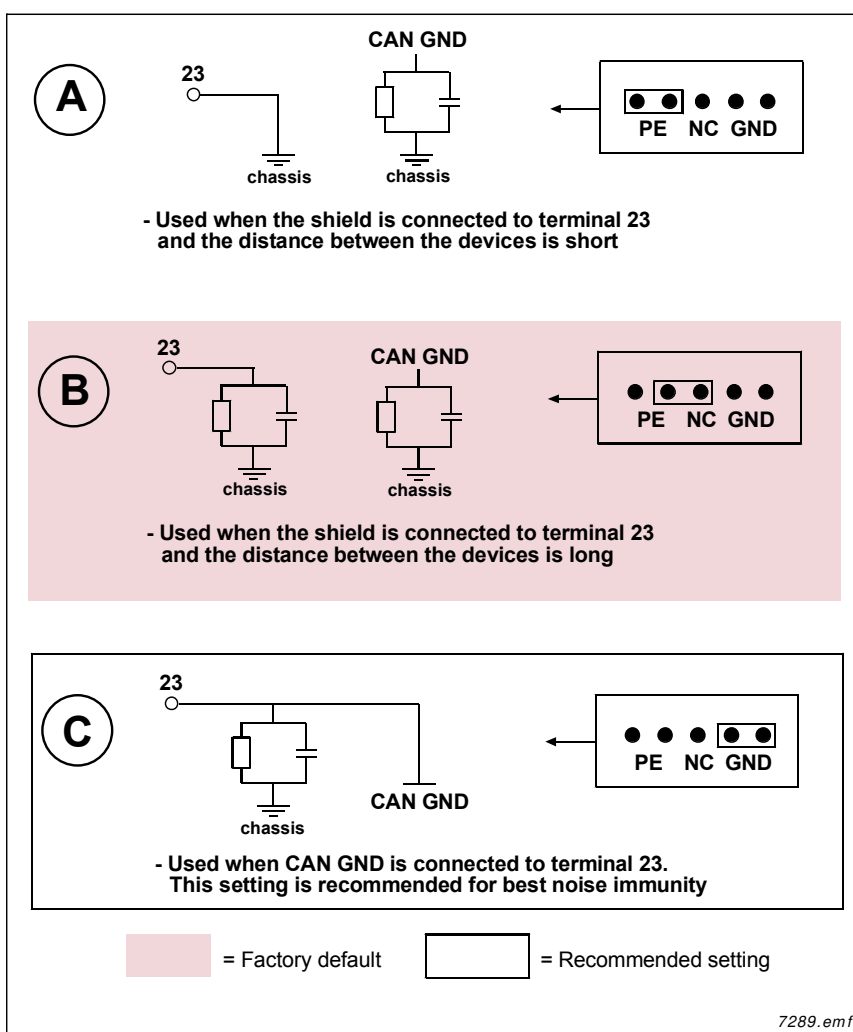 A
23
chassis
CAN GND
chassis
PE NC GND
- Used when the shield is connected to terminal 23
and the distance between the devices is short
B
23
chassis
CAN GND
chassis
PE NC GND
- Used when the shield is connected to terminal 23
and the distance between the devices is long
C
23
chassis
CAN GND
PE NC GND
- Used when CAN GND is connected to terminal 23.
This setting is recommended for best noise immunity
= Factory default
= Recommended setting
7289.emf